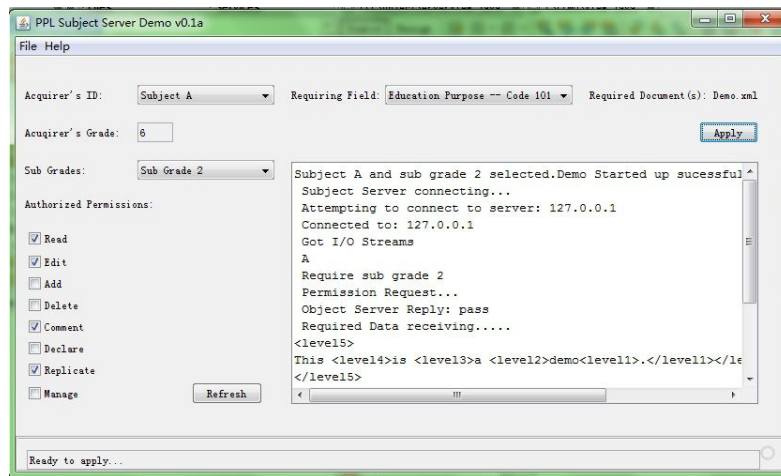 PPL Subject Server Demo v0.1a
File Help
Acquirer's ID: Subject A Requiring Field: Education Purpose -- Code 101 Required Document(s): Demo.xml
Acuqirer's Grade: 6 Apply
Sub Grades: Sub Grade 2
Authorized Permissions:
Read
Edit
Add
Delete
Comment
Declare
Replicate
Manage Refresh
Subject A and sub grade 2 selected.Demo Started up sucessful
Subject Server connecting...
Attempting to connect to server: 127.0.0.1
Connected to: 127.0.0.1
Got I/O Streams
A
Require sub grade 2
Permission Request...
Object Server Reply: pass
Required Data receiving.....
<level5>
This <level4>is <level3>a <level2>demo<level1>.</level1></le
</level5>
Ready to apply...